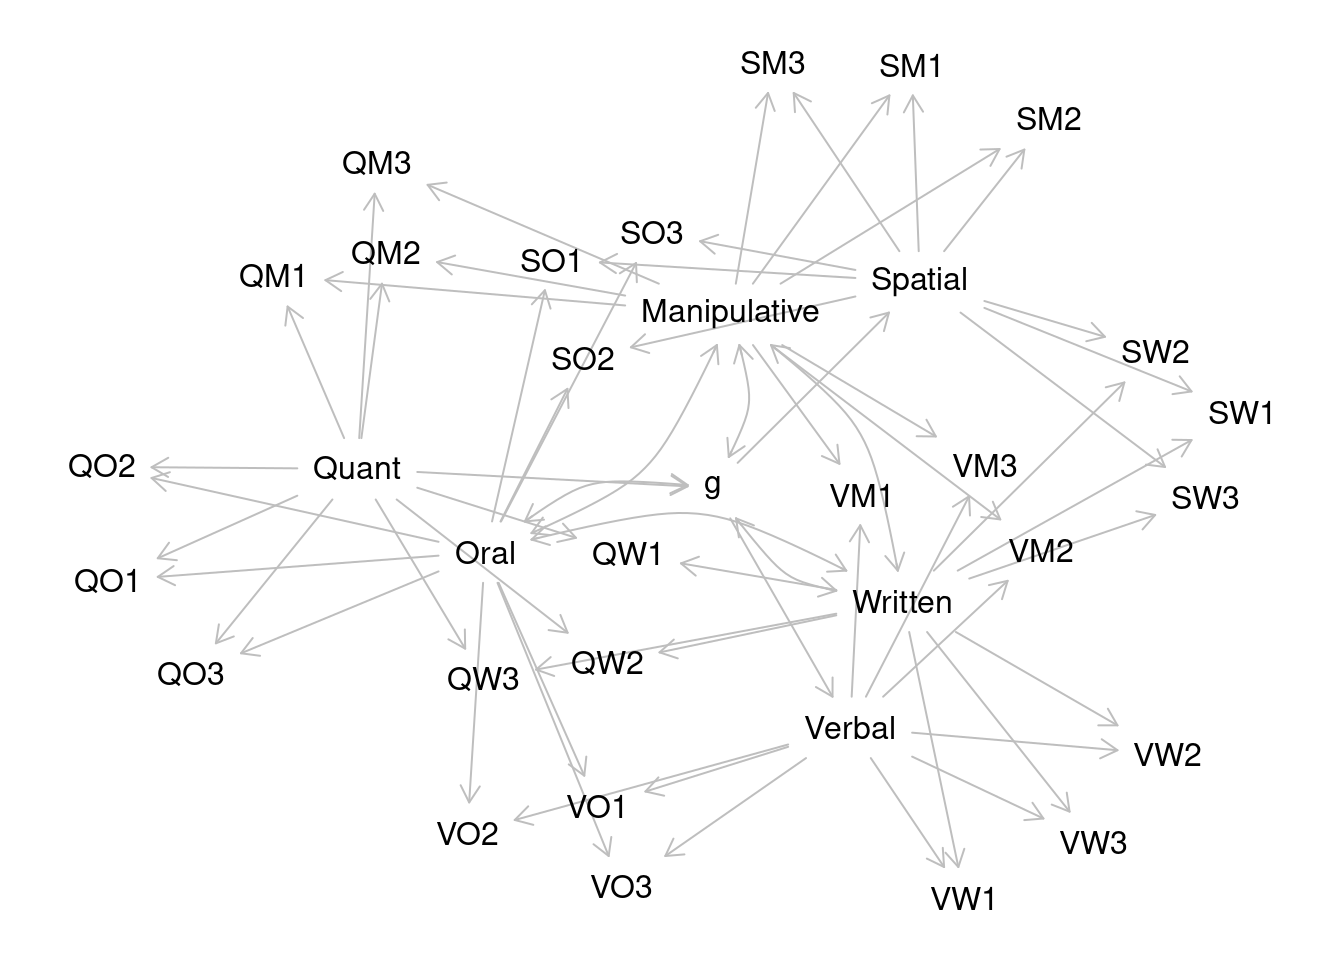 SM3
SM1
SM2
QM3
SO3
QM2
SO1
QM1
Spatial
Manipulative
SW2
SO2
SW1
QO2
Quant
VM3
g
VM1
SW3
Oral
QW1
VM2
QO1
Written
QW2
QO3
QW3
Verbal
VW2
VO1
VO2
VW3
VO3
VW1